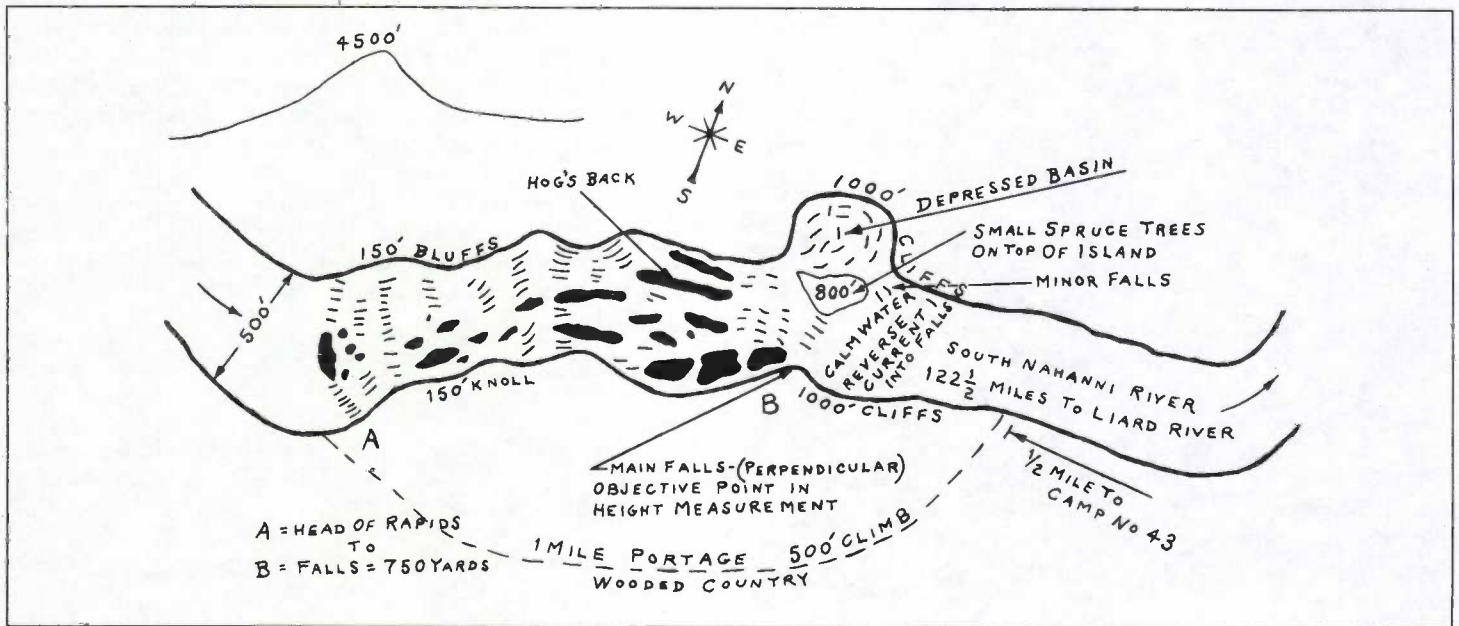 4500'
N
W
E
S
HOG'S BACK
1000'
DEPRESSED BASIN
SMALL SPRUCE TREES
ON TOP OF ISLAND
CLIFFS
MINOR FALLS
150' BLUFFS
500'
800'
CALM WATER
REVERSE
CURRENT
INTO FALLS
SOUTH NAHANNI RIVER
122 1/2 MILES TO LIARD RIVER
150' KNOLL
A
B
1000' CLIFFS
1/2 MILE TO
CAMP No 43
MAIN FALLS-(PERPENDICULAR)
OBJECTIVE POINT IN
HEIGHT MEASUREMENT
A = HEAD OF RAPIDS
TO
B = FALLS = 750 YARDS
1 MILE PORTAGE 500' CLIMB
WOODED COUNTRY